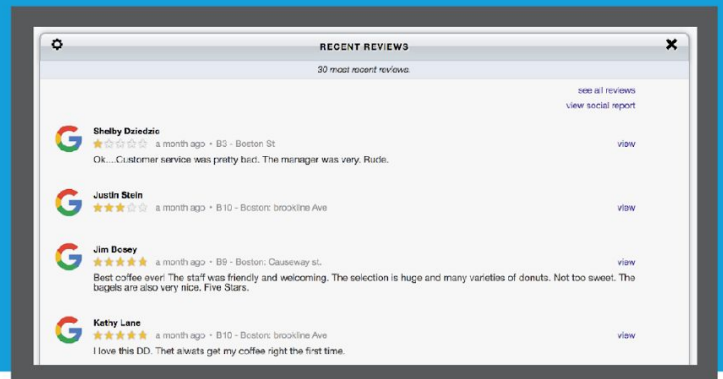 RECENT REVIEWS
30 most recent reviews.
see all reviews
view social report
Shelby Dziedzic
a month ago • B3 - Boston St
view
Ok....Customer service was pretty bad. The manager was very. Rude.
Justin Stein
a month ago • B10 - Boston: brookline Ave
view
Jim Bosey
a month ago • B9 - Boston: Causeway st.
view
Best coffee ever! The staff was friendly and welcoming. The selection is huge and many varieties of donuts. Not too sweet. The
bagels are also very nice. Five Stars.
Kathy Lane
a month ago • B10 - Boston: brookline Ave
view
I love this DD. Thet alwats get my coffee right the first time.